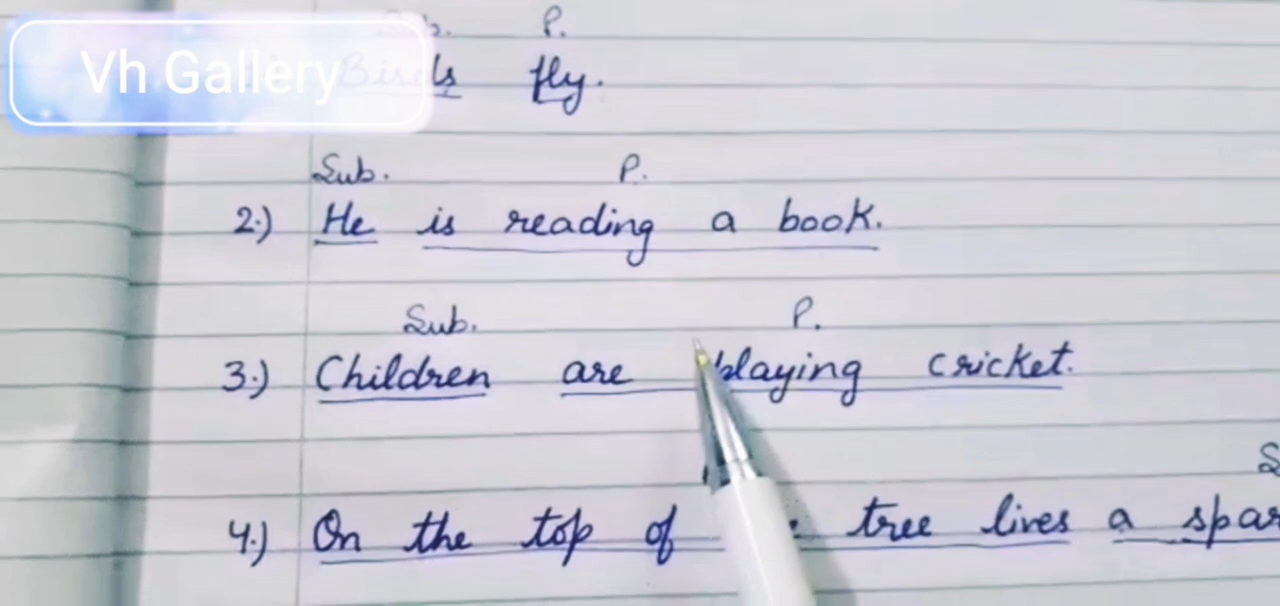 Vh Gallery
P.
Birds fly.
Sub. P.
2.) He is reading a book.
Sub. P.
3.) Children are playing cricket.
4.) On the top of tree lives a